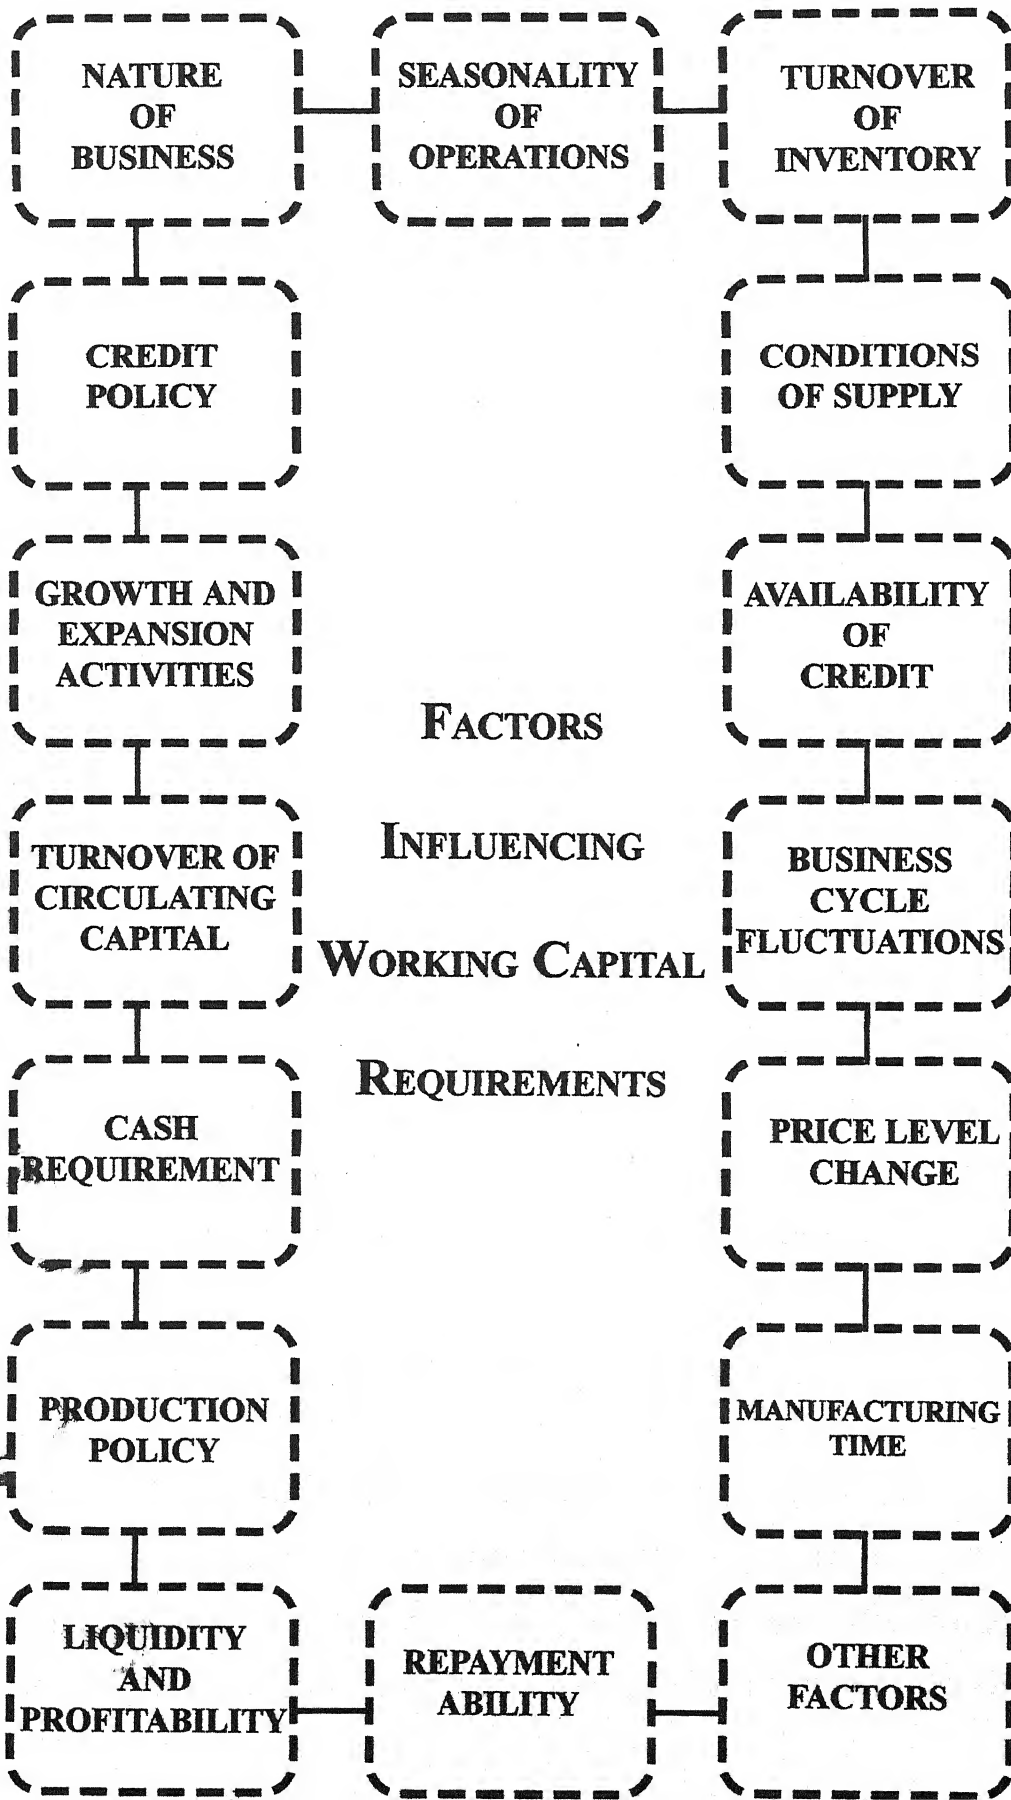 NATURE
OF
BUSINESS
SEASONALITY
OF
OPERATIONS
TURNOVER
OF
INVENTORY
CREDIT
POLICY
CONDITIONS
OF SUPPLY
GROWTH AND
EXPANSION
ACTIVITIES
AVAILABILITY
OF
CREDIT
FACTORS
INFLUENCING
WORKING CAPITAL
REQUIREMENTS
TURNOVER OF
CIRCULATING
CAPITAL
BUSINESS
CYCLE
FLUCTUATIONS
CASH
REQUIREMENT
PRICE LEVEL
CHANGE
PRODUCTION
POLICY
MANUFACTURING
TIME
LIQUIDITY
AND
PROFITABILITY
REPAYMENT
ABILITY
OTHER
FACTORS